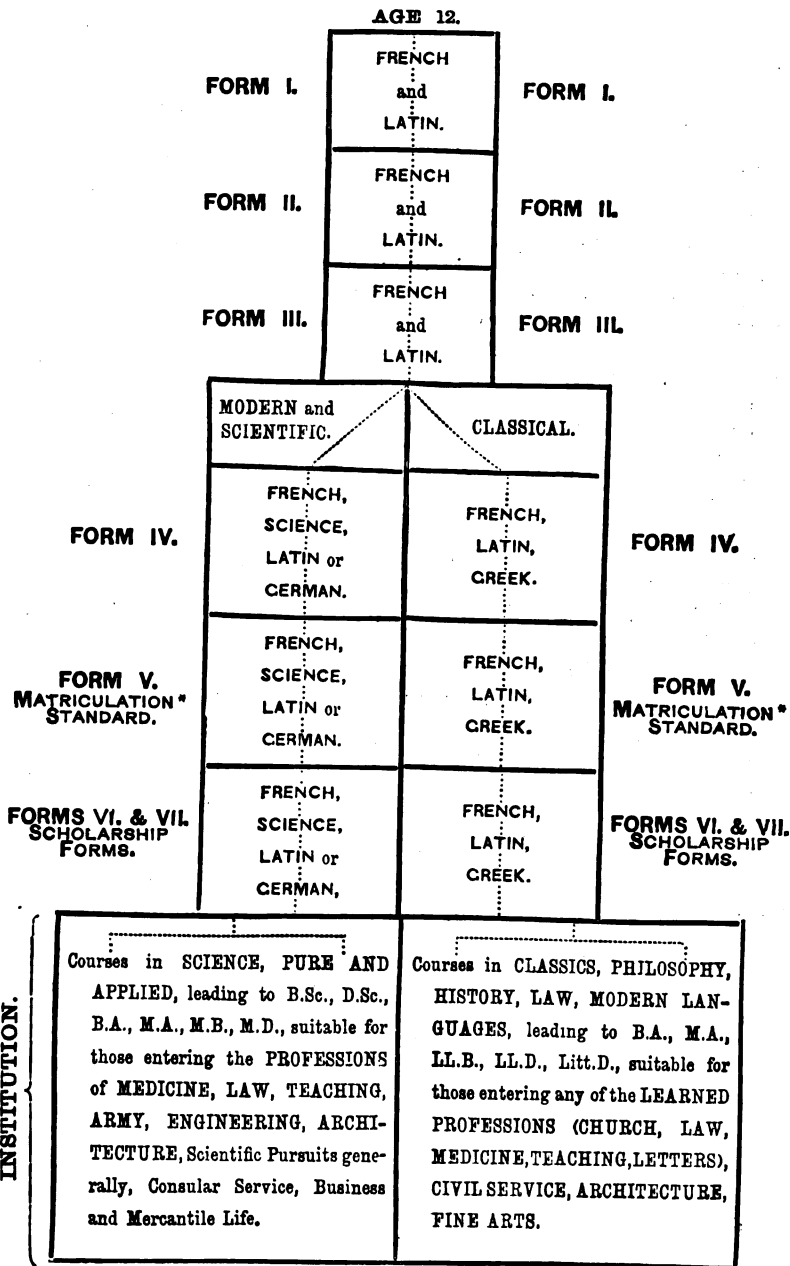 AGE 12.
FORM I.
FRENCH
and
LATIN.
FORM I.
FORM II.
FRENCH
and
LATIN.
FORM II.
FORM III.
FRENCH
and
LATIN.
FORM III.
MODERN and
SCIENTIFIC.
CLASSICAL.
FORM IV.
FRENCH,
SCIENCE,
LATIN or
GERMAN.
FRENCH,
LATIN,
GREEK.
FORM IV.
FORM V.
MATRICULATION*
STANDARD.
FRENCH,
SCIENCE,
LATIN or
GERMAN.
FRENCH,
LATIN,
GREEK.
FORM V.
MATRICULATION*
STANDARD.
FORMS VI. & VII.
SCHOLARSHIP
FORMS.
FRENCH,
SCIENCE,
LATIN or
GERMAN,
FRENCH,
LATIN,
GREEK.
FORMS VI. & VII.
SCHOLARSHIP
FORMS.
INSTITUTION.
Courses in SCIENCE, PURE AND
APPLIED, leading to B.Sc., D.Sc.,
B.A., M.A., M.B., M.D., suitable for
those entering the PROFESSIONS
of MEDICINE, LAW, TEACHING,
ARMY, ENGINEERING, ARCHI-
TECTURE, Scientific Pursuits gene-
rally, Consular Service, Business
and Mercantile Life.
Courses in CLASSICS, PHILOSOPHY,
HISTORY, LAW, MODERN LAN-
GUAGES, leading to B.A., M.A.,
LL.B., LL.D., Litt.D., suitable for
those entering any of the LEARNED
PROFESSIONS (CHURCH, LAW,
MEDICINE, TEACHING, LETTERS),
CIVIL SERVICE, ARCHITECTURE,
FINE ARTS.